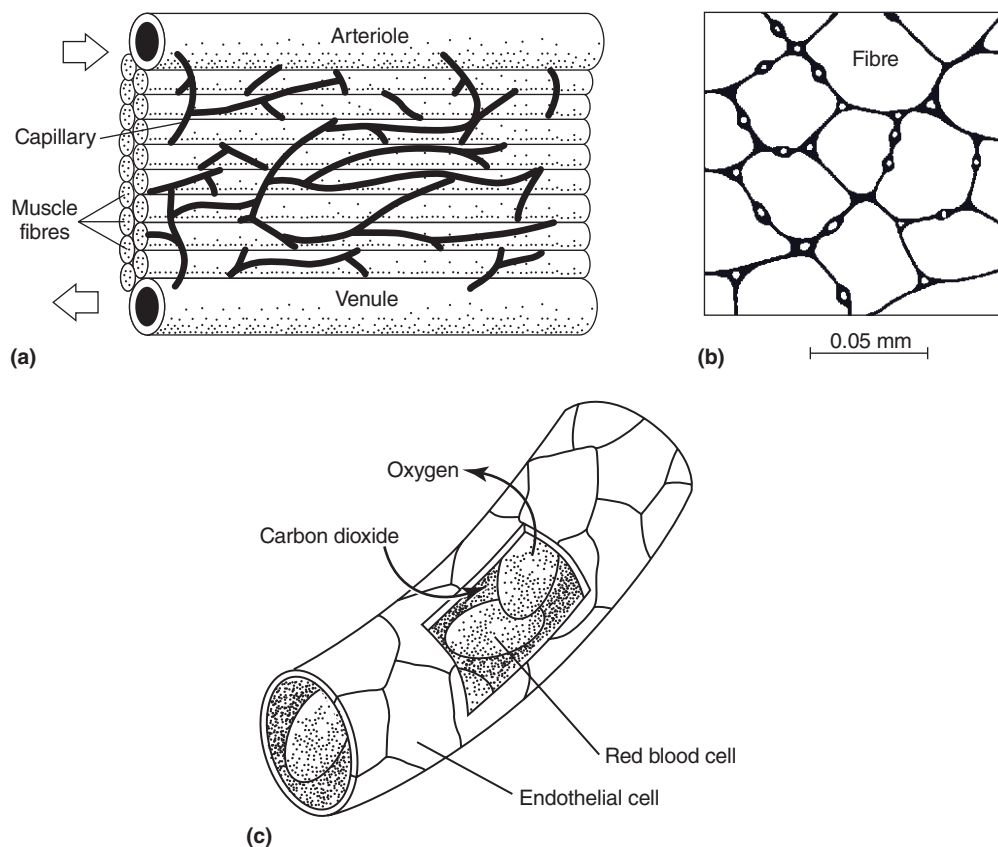 Arteriole
Capillary
Muscle
fibres
Venule
(a)
Fibre
0.05 mm
(b)
Oxygen
Carbon dioxide
Red blood cell
Endothelial cell
(c)